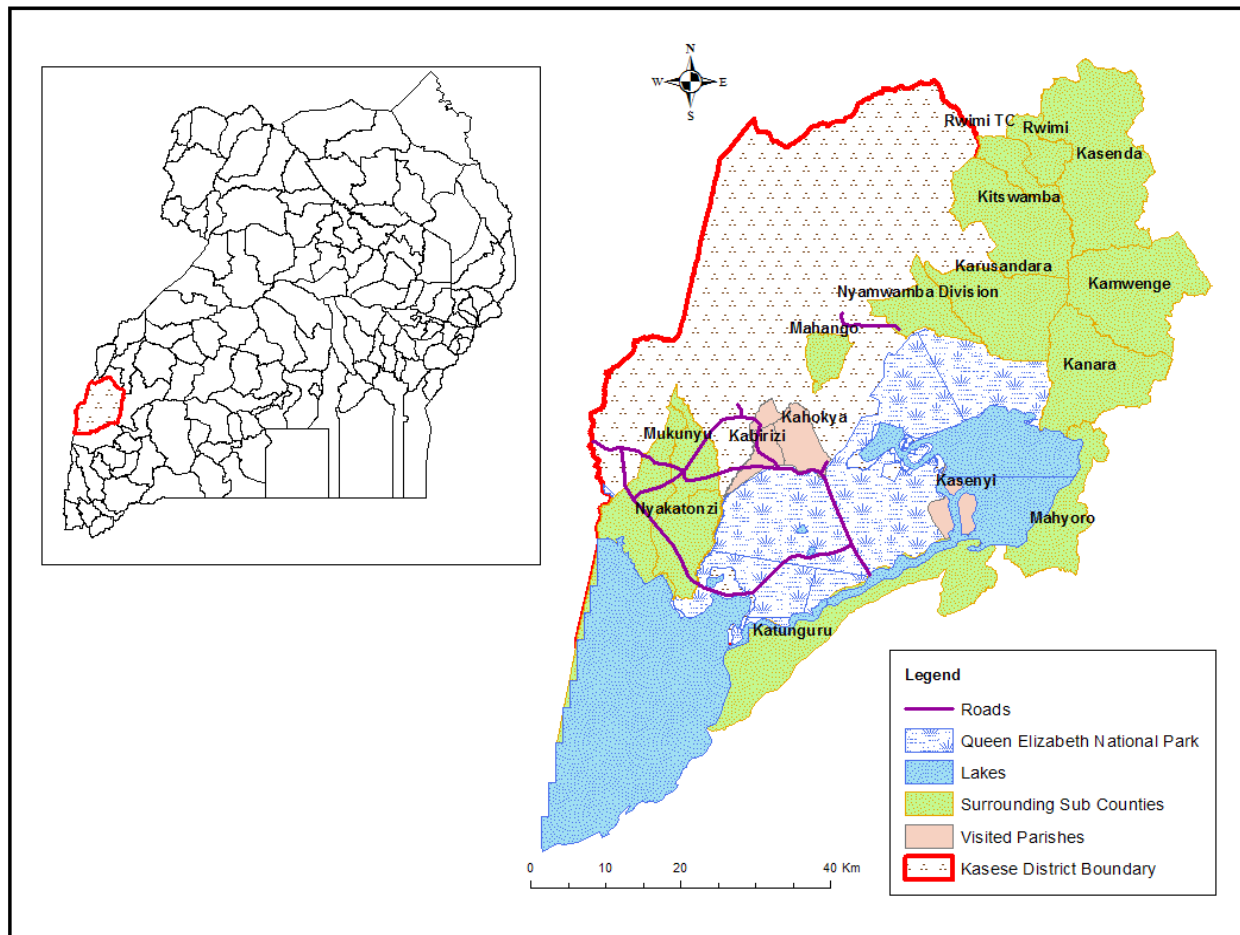 N
W E
S
Rwimi TC
Rwimi
Kasenda
Kitswamba
Karusandara
Kamwenge
Nyamwamba Division
Mahango
Kanara
Kahokya
Mukunyu
Kabirizi
Kasenyi
Nyakatonzi
Mahyoro
Katunguru
Legend
Roads
Queen Elizabeth National Park
Lakes
Surrounding Sub Counties
Visited Parishes
Kasese District Boundary
0 10 20 40 Km